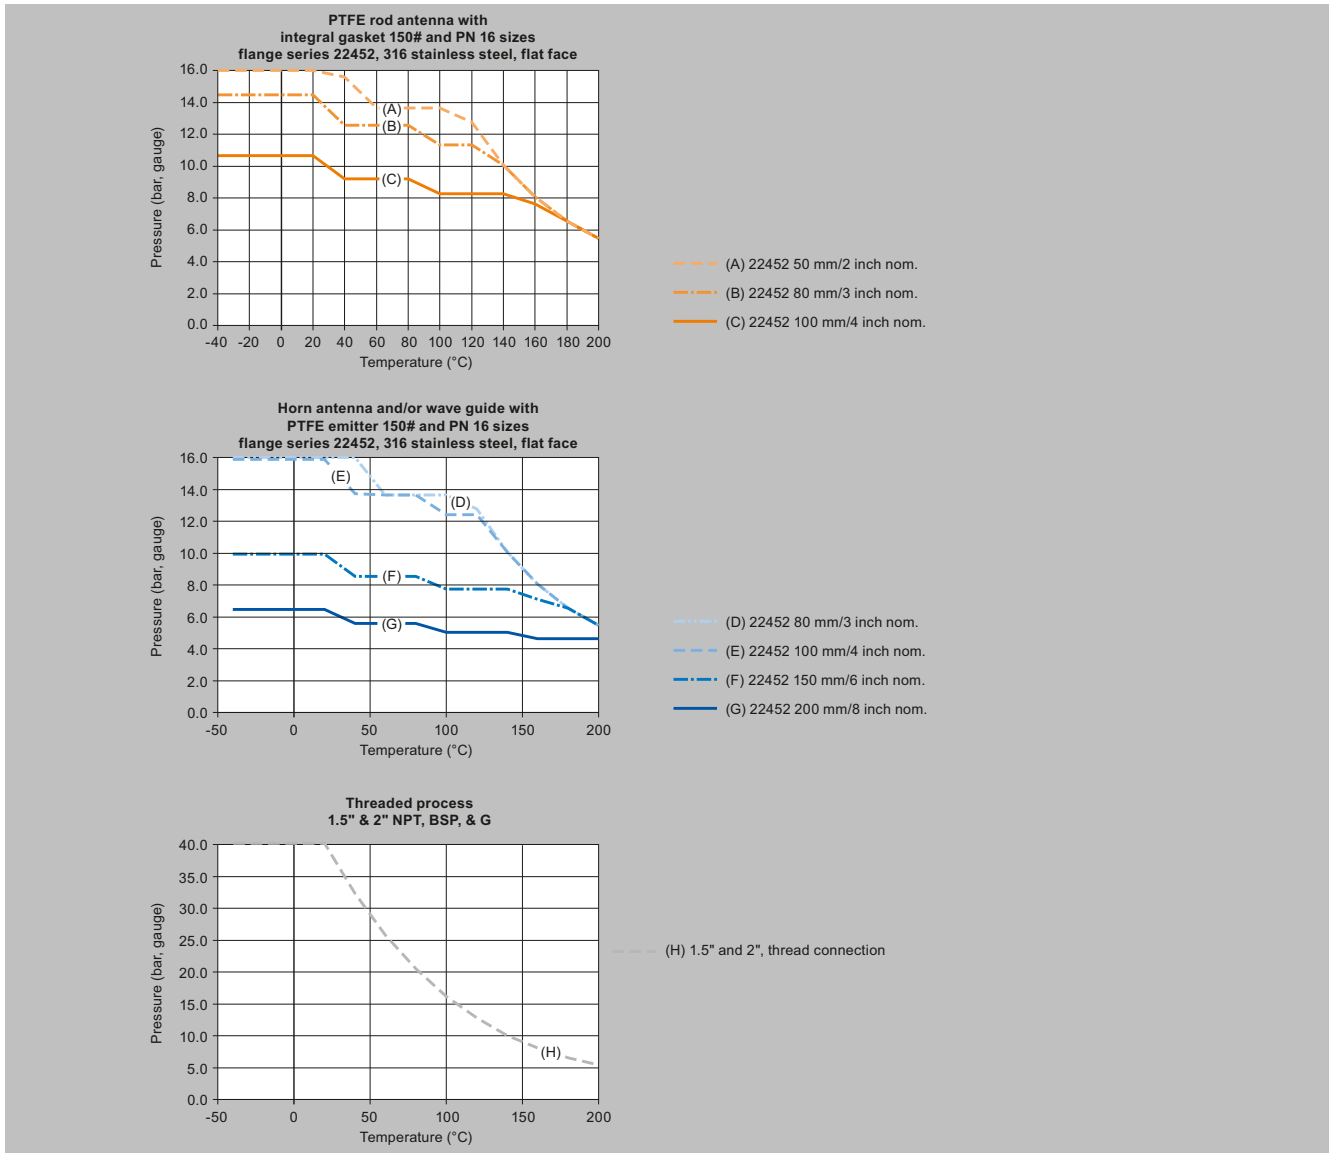 PTFE rod antenna with
integral gasket 150# and PN 16 sizes
flange series 22452, 316 stainless steel, flat face
Pressure (bar, gauge)
16.0
14.0
12.0
10.0
8.0
6.0
4.0
2.0
0.0
(A)
(B)
(C)
-40 -20 0 20 40 60 80 100 120 140 160 180 200
Temperature (°C)
(A) 22452 50 mm/2 inch nom.
(B) 22452 80 mm/3 inch nom.
(C) 22452 100 mm/4 inch nom.
Horn antenna and/or wave guide with
PTFE emitter 150# and PN 16 sizes
flange series 22452, 316 stainless steel, flat face
Pressure (bar, gauge)
16.0
14.0
12.0
10.0
8.0
6.0
4.0
2.0
0.0
(E)
(D)
(F)
(G)
-50 0 50 100 150 200
Temperature (°C)
(D) 22452 80 mm/3 inch nom.
(E) 22452 100 mm/4 inch nom.
(F) 22452 150 mm/6 inch nom.
(G) 22452 200 mm/8 inch nom.
Threaded process
1.5" & 2" NPT, BSP, & G
Pressure (bar, gauge)
40.0
35.0
30.0
25.0
20.0
15.0
10.0
5.0
0.0
(H)
-50 0 50 100 150 200
Temperature (°C)
(H) 1.5" and 2", thread connection